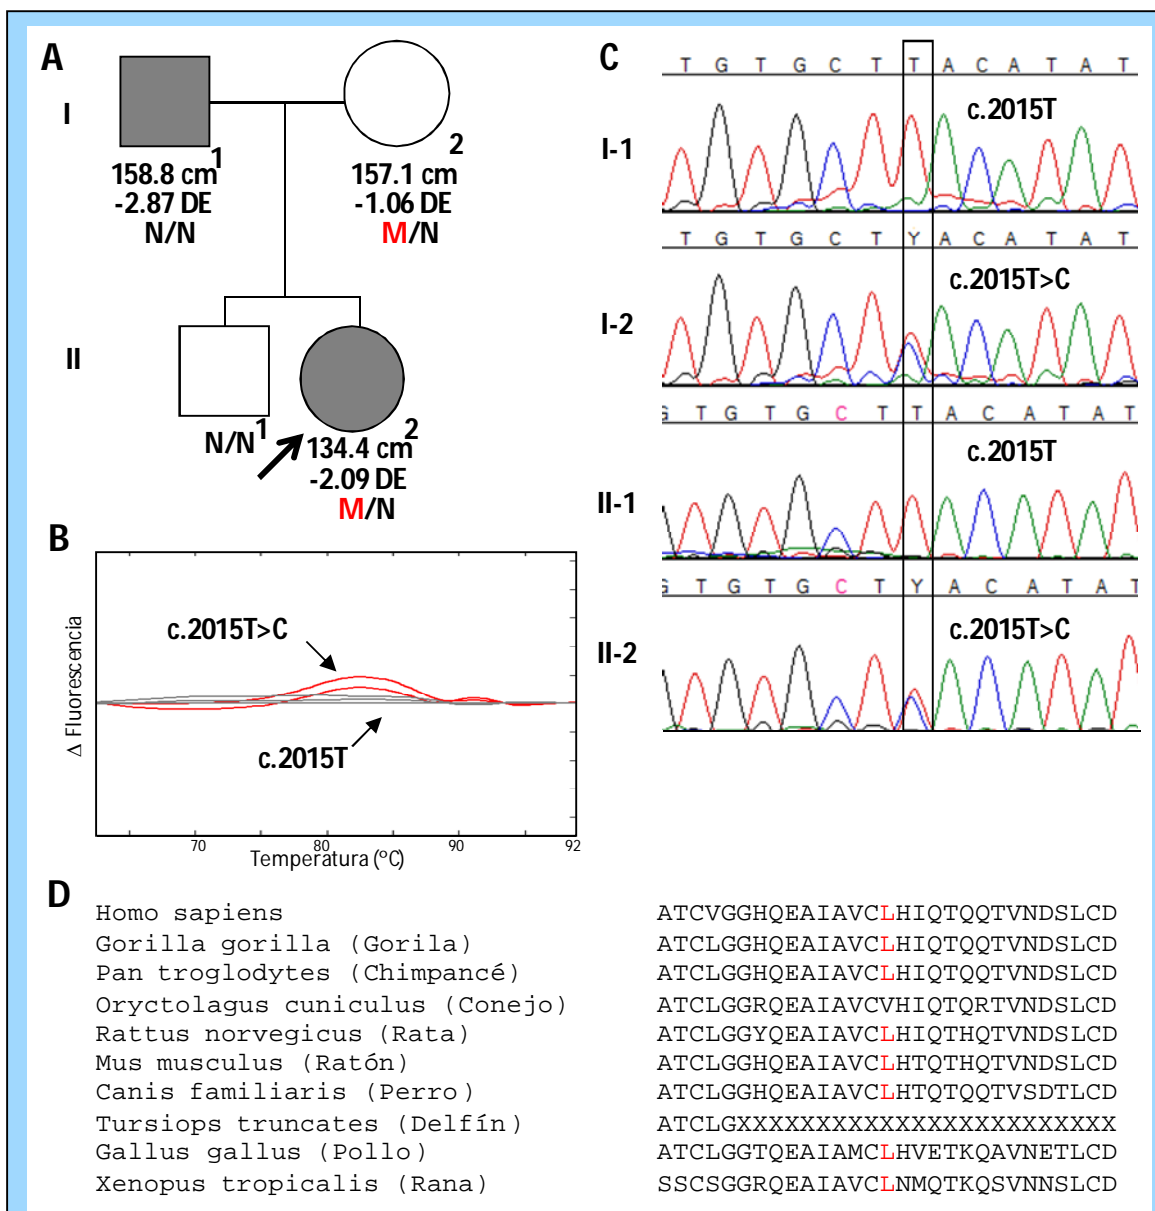 A
I
1
158.8 cm
-2.87 DE
N/N
2
157.1 cm
-1.06 DE
M/N
II
1
N/N
2
134.4 cm
-2.09 DE
M/N
B
c.2015T>C
c.2015T
Δ Fluorescencia
70 80 90 92
Temperatura (°C)
C
T G T G C T T A C A T A T
c.2015T
I-1
T G T G C T Y A C A T A T
c.2015T>C
I-2
G T G T G C T T A C A T A T
c.2015T
II-1
G T G T G C T Y A C A T A T
c.2015T>C
II-2
D
Homo sapiens ATCVGGHQEAIAVCLHIQTQQTVNDSLCD
Gorilla gorilla (Gorila) ATCLGGHQEAIAVCLHIQTQQTVNDSLCD
Pan troglodytes (Chimpancé) ATCLGGHQEAIAVCLHIQTQQTVNDSLCD
Oryctolagus cuniculus (Conejo) ATCLGGRQEAIAVCVHIQTQRTVNDSLCD
Rattus norvegicus (Rata) ATCLGGYQEAIAVCLHIQTHQTVNDSLCD
Mus musculus (Ratón) ATCLGGHQEAIAVCLHTQTHQTVNDSLCD
Canis familiaris (Perro) ATCLGGHQEAIAVCLHTQTQQTVSDTLCD
Tursiops truncates (Delfín) ATCLGXXXXXXXXXXXXXXXXXXXXXXXX
Gallus gallus (Pollo) ATCLGGTQEAIAMCLHVETKQAVNETLCD
Xenopus tropicalis (Rana) SSCSGGRQEAIAVCLNMQTKQSVNNSLCD